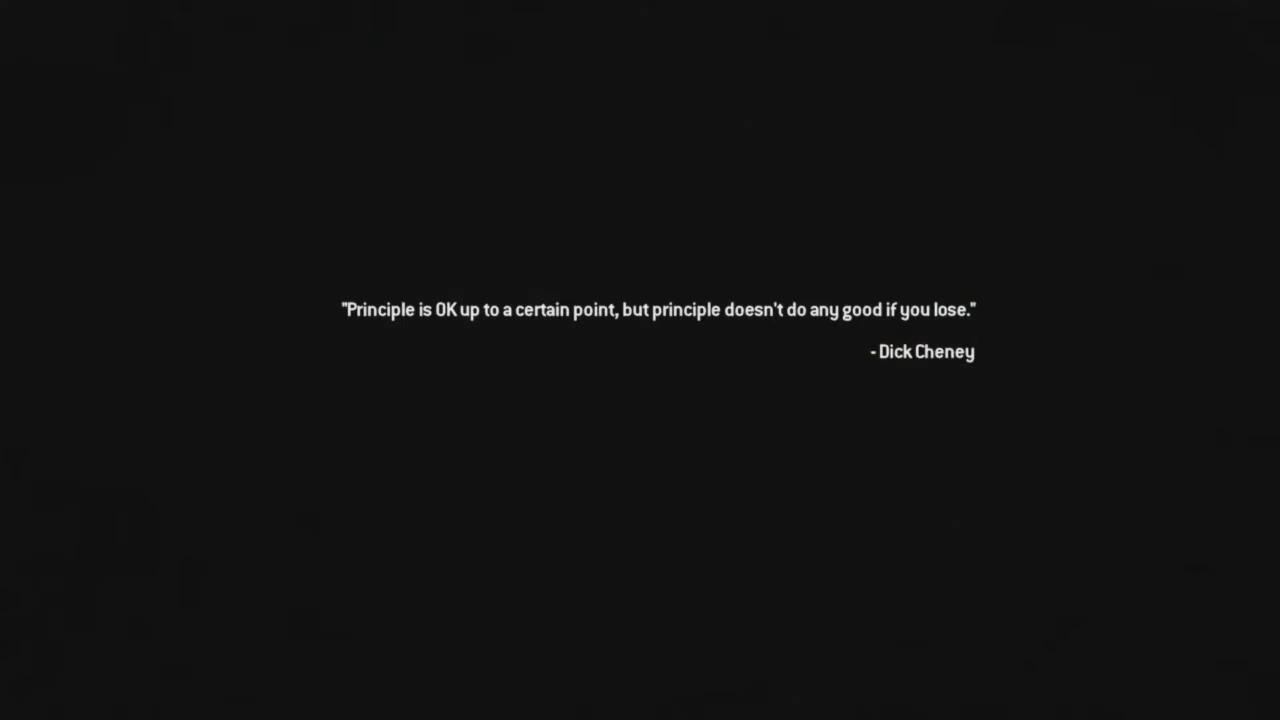 "Principle is OK up to a certain point, but principle doesn't do any good if you lose."
- Dick Cheney